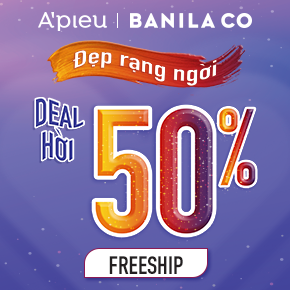 A'PIEU | BANILA CO
Đẹp rạng ngời
DEAL
HỜI
50%
FREESHIP